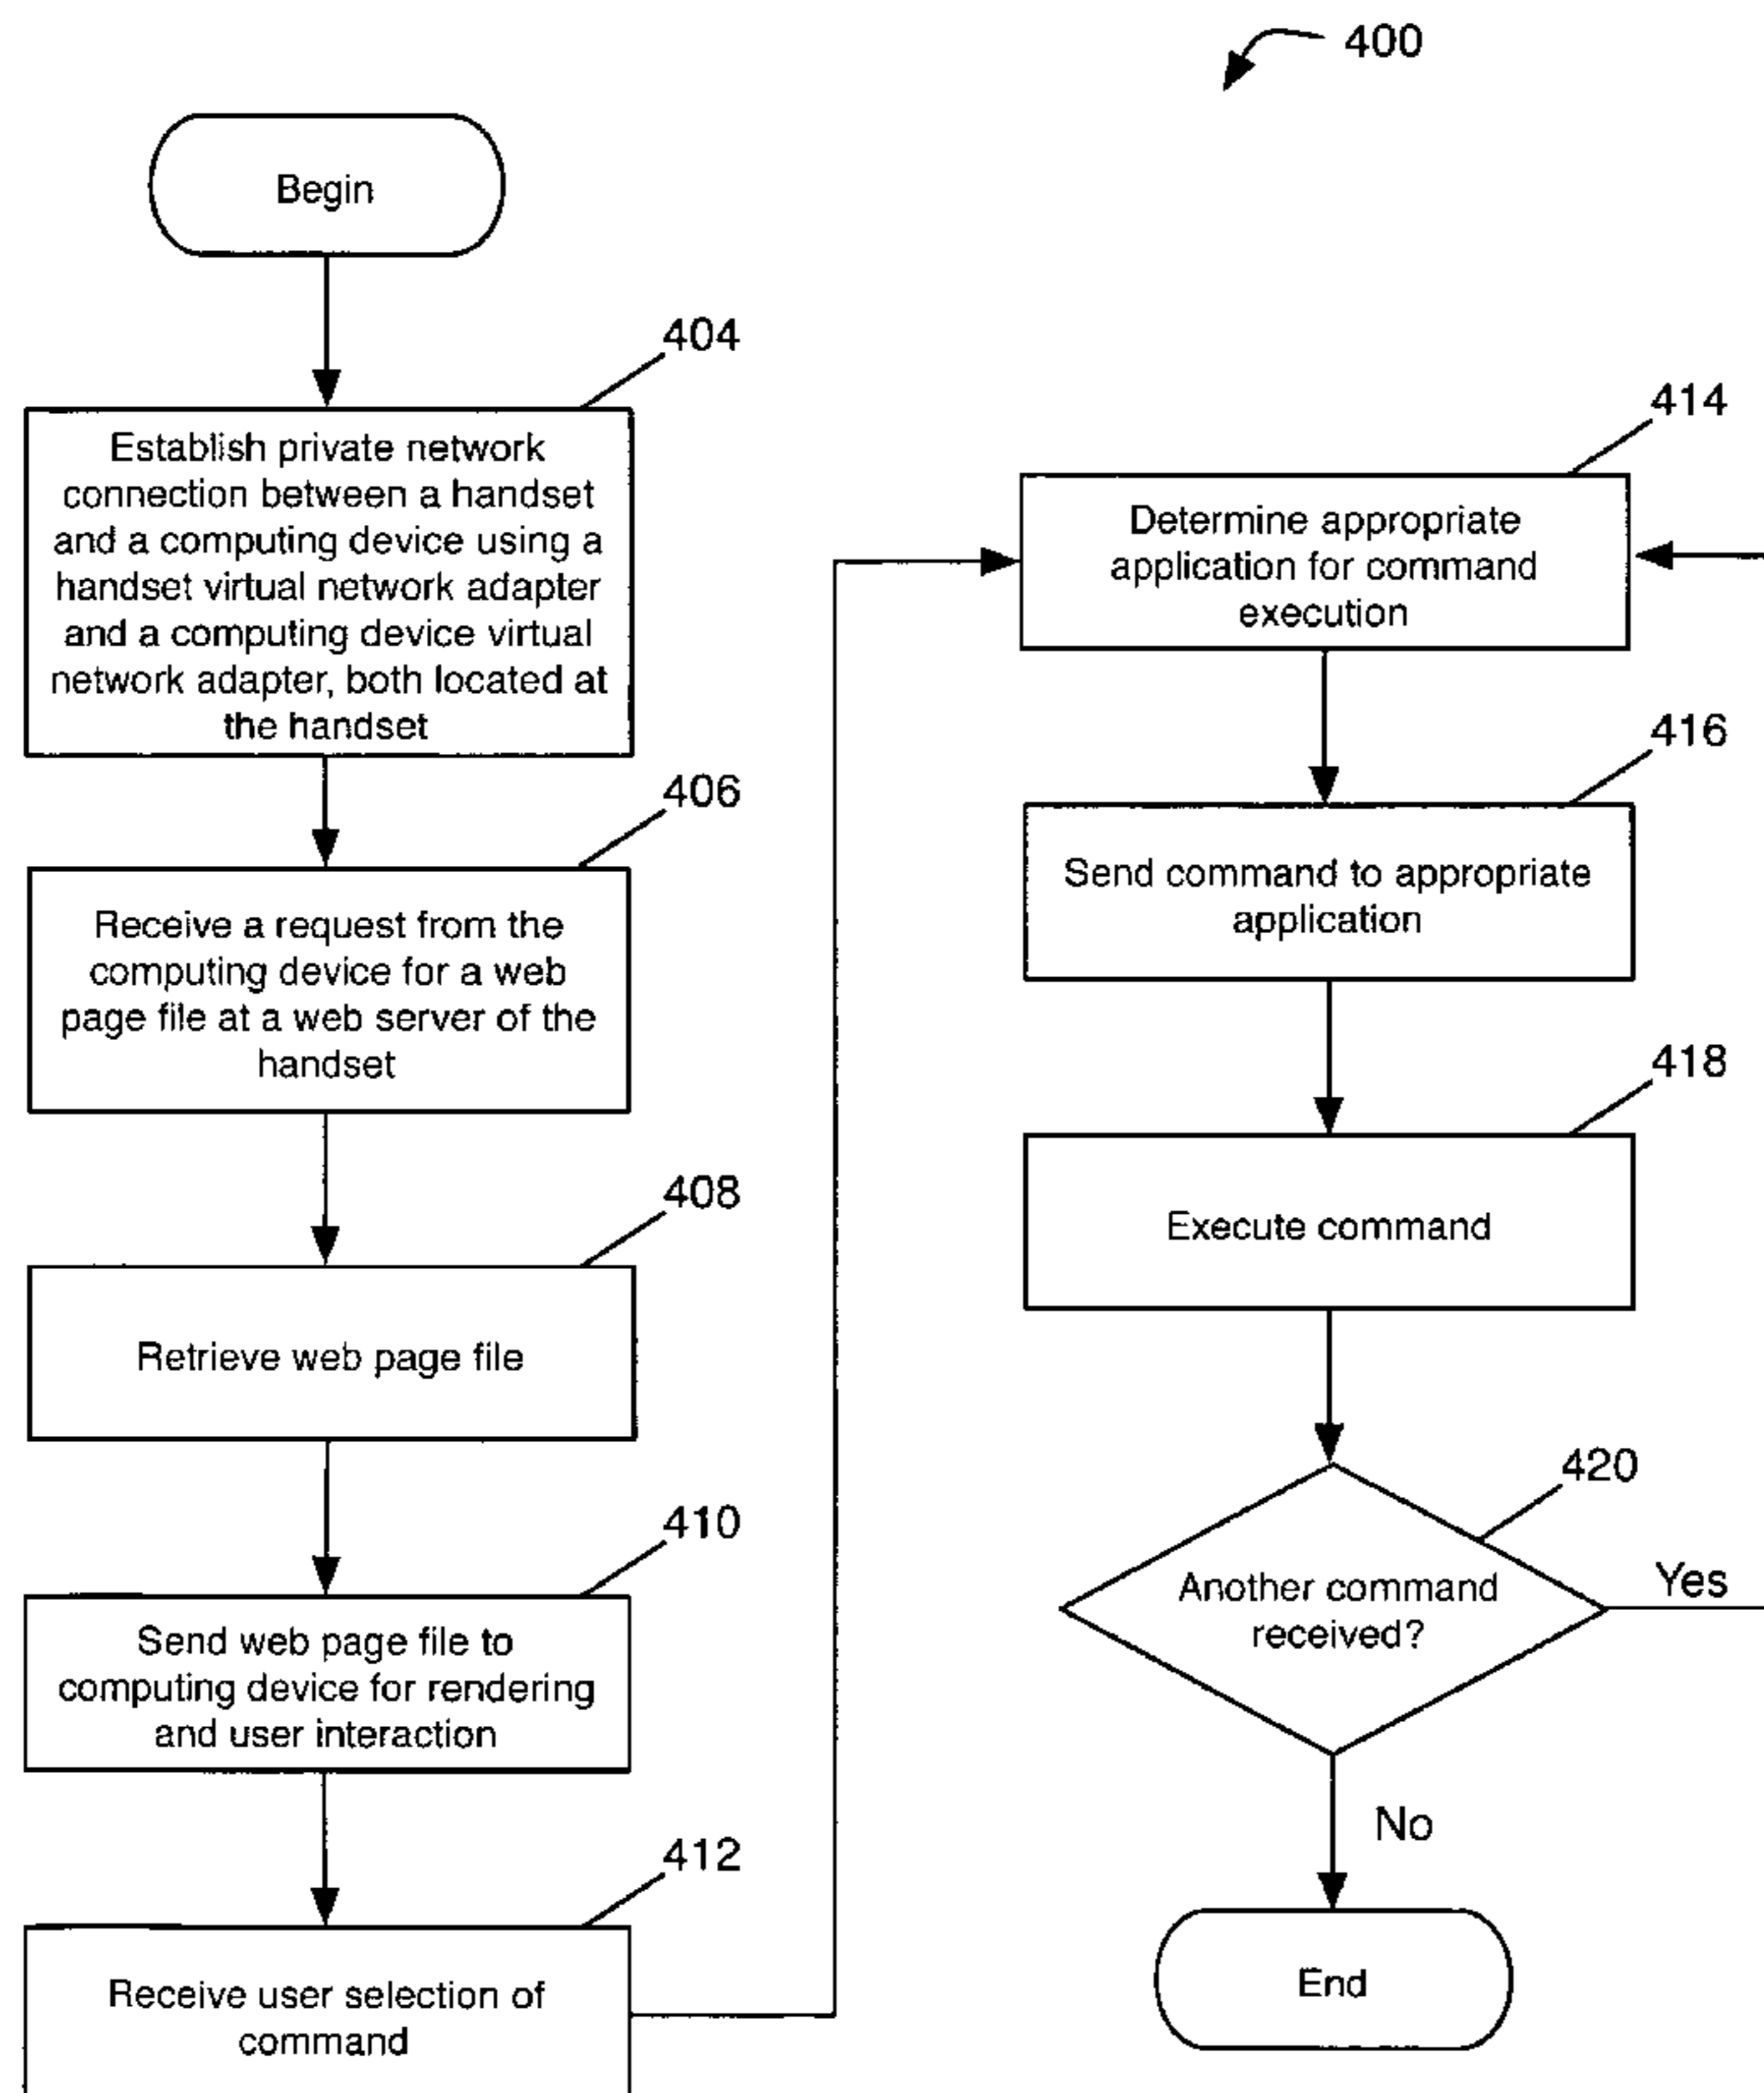 400
Begin
404
Establish private network
connection between a handset
and a computing device using a
handset virtual network adapter
and a computing device virtual
network adapter, both located at
the handset
406
Receive a request from the
computing device for a web
page file at a web server of the
handset
408
Retrieve web page file
410
Send web page file to
computing device for rendering
and user interaction
412
Receive user selection of
command
414
Determine appropriate
application for command
execution
416
Send command to appropriate
application
418
Execute command
420
Another command
received?
Yes
No
End